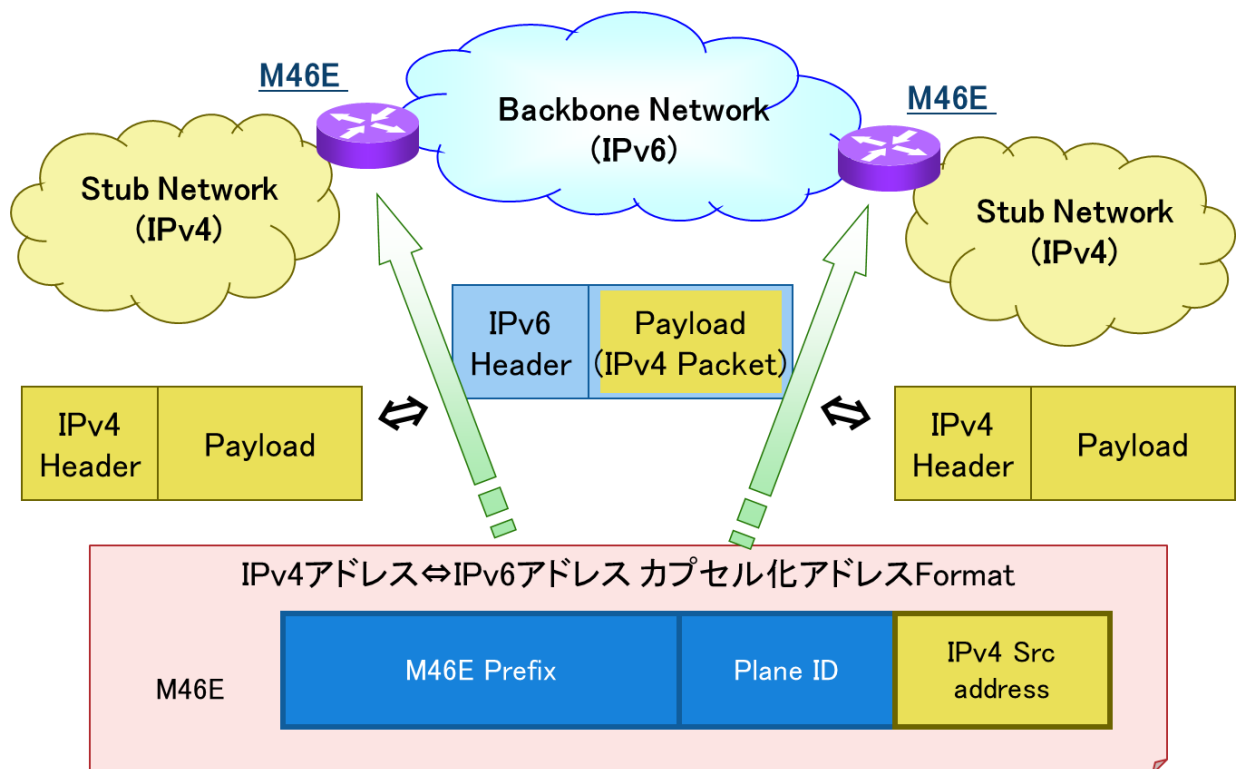 M46E
Backbone Network
(IPv6)
M46E
Stub Network
(IPv4)
Stub Network
(IPv4)
IPv6
Header
Payload
(IPv4 Packet)
IPv4
Header
Payload
IPv4
Header
Payload
IPv4アドレス⇔IPv6アドレス カプセル化アドレスFormat
M46E
M46E Prefix
Plane ID
IPv4 Src
address